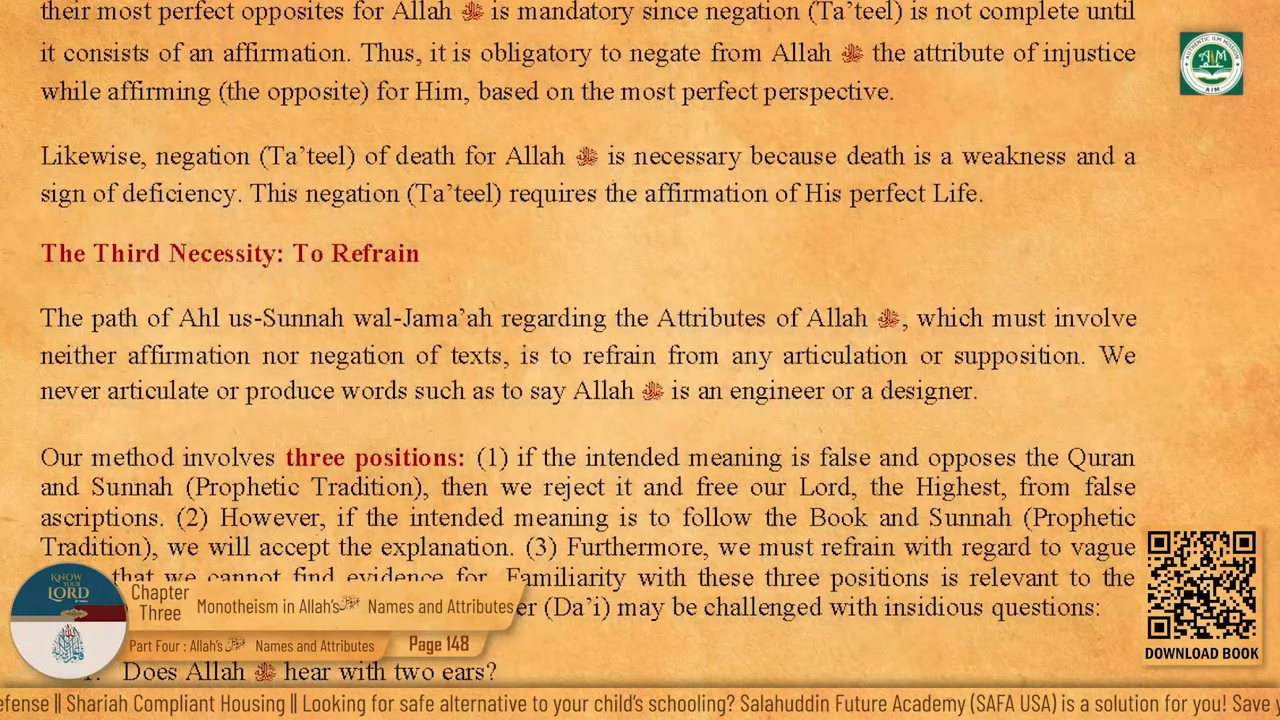 their most perfect opposites for Allah ﷻ is mandatory since negation (Ta’teel) is not complete until
it consists of an affirmation. Thus, it is obligatory to negate from Allah ﷻ the attribute of injustice
while affirming (the opposite) for Him, based on the most perfect perspective.
Likewise, negation (Ta’teel) of death for Allah ﷻ is necessary because death is a weakness and a
sign of deficiency. This negation (Ta’teel) requires the affirmation of His perfect Life.
The Third Necessity: To Refrain
The path of Ahl us-Sunnah wal-Jama’ah regarding the Attributes of Allah ﷻ, which must involve
neither affirmation nor negation of texts, is to refrain from any articulation or supposition. We
never articulate or produce words such as to say Allah ﷻ is an engineer or a designer.
Our method involves three positions: (1) if the intended meaning is false and opposes the Quran
and Sunnah (Prophetic Tradition), then we reject it and free our Lord, the Highest, from false
ascriptions. (2) However, if the intended meaning is to follow the Book and Sunnah (Prophetic
Tradition), we will accept the explanation. (3) Furthermore, we must refrain with regard to vague
that we cannot find evidence for. Familiarity with these three positions is relevant to the
er (Da’i) may be challenged with insidious questions:
Does Allah ﷻ hear with two ears?
AUTHENTIC ILM MISSION
AIM
KNOW
YOUR
LORD
Chapter
Three
Monotheism in Allah’s ﷻ Names and Attributes
Part Four : Allah’s ﷻ Names and Attributes
Page 148
DOWNLOAD BOOK
efense || Shariah Compliant Housing || Looking for safe alternative to your child’s schooling? Salahuddin Future Academy (SAFA USA) is a solution for you! Save